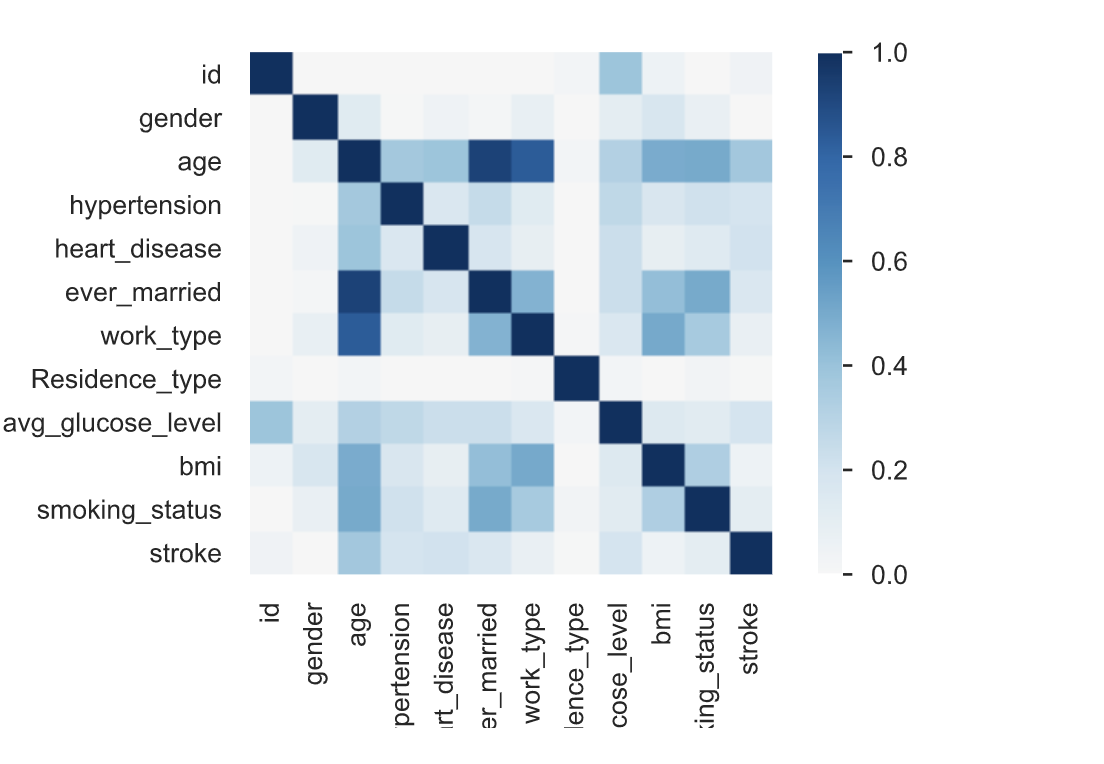 id
gender
age
hypertension
heart_disease
ever_married
work_type
Residence_type
avg_glucose_level
bmi
smoking_status
stroke
1.0
0.8
0.6
0.4
0.2
0.0
id
gender
age
pertension
rt_disease
er_married
work_type
lence_type
cose_level
bmi
king_status
stroke